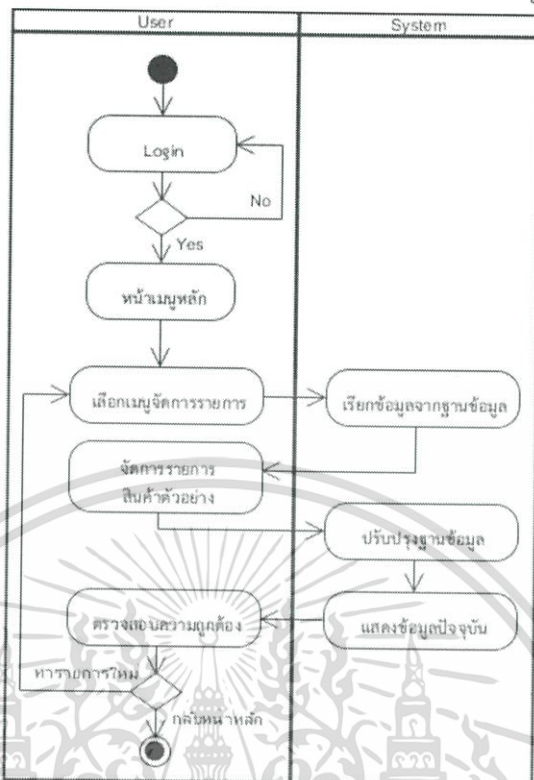 User
System
Login
No
Yes
หน้าเมนูหลัก
เลือกเมนูจัดการรายการ
เรียกข้อมูลจากฐานข้อมูล
จัดการรายการ
สินค้าตัวอย่าง
ปรับปรุงฐานข้อมูล
ตรวจสอบความถูกต้อง
แสดงข้อมูลปัจจุบัน
ทำรายการใหม่
กลับหน้าหลัก